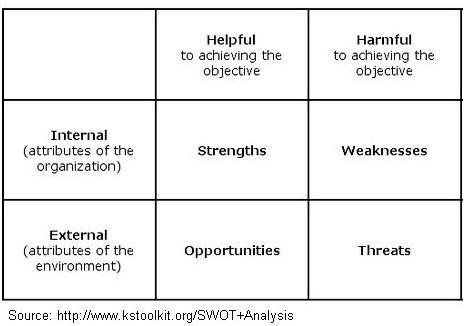 Helpful
to achieving the
objective
Harmful
to achieving the
objective
Internal
(attributes of the
organization)
Strengths
Weaknesses
External
(attributes of the
environment)
Opportunities
Threats
Source: http://www.kstoolkit.org/SWOT+Analysis